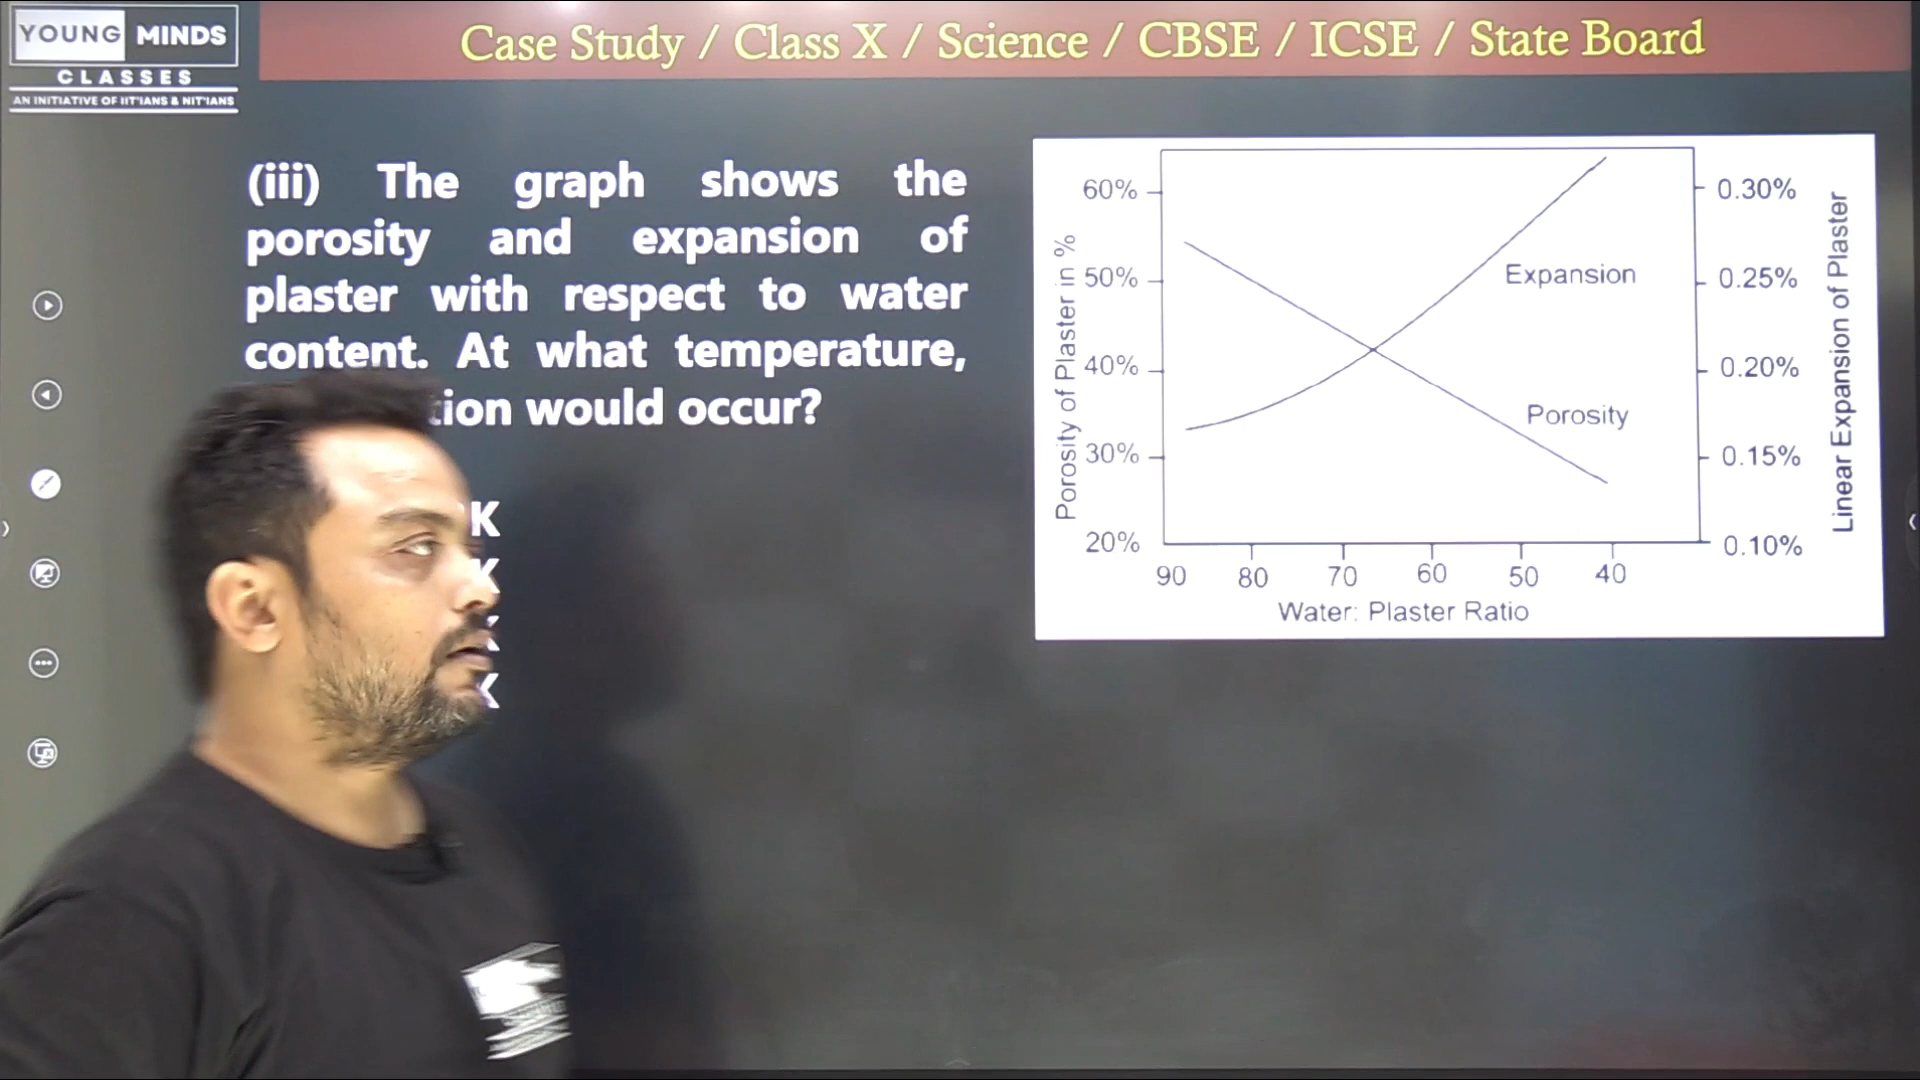 YOUNG MINDS
CLASSES
AN INITIATIVE OF IIT'IANS & NIT'IANS
Case Study / Class X / Science / CBSE / ICSE / State Board
(iii) The graph shows the
porosity and expansion of
plaster with respect to water
content. At what temperature,
would occur?
K
K
K
K
Porosity of Plaster in %
60%
50%
40%
30%
20%
Expansion
Porosity
0.30%
0.25%
0.20%
0.15%
0.10%
Linear Expansion of Plaster
90 80 70 60 50 40
Water: Plaster Ratio